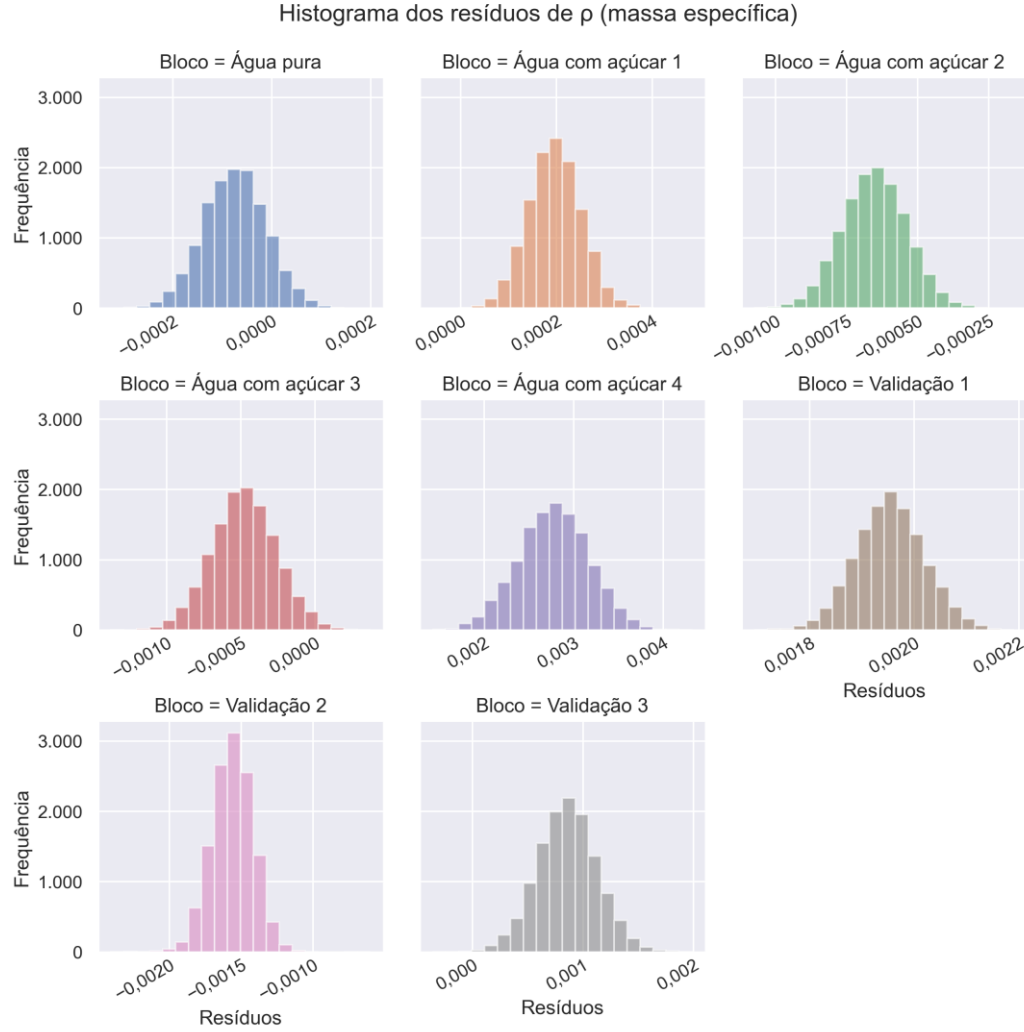 Histograma dos resíduos de ρ (massa específica)
Bloco = Água pura
Bloco = Água com açúcar 1
Bloco = Água com açúcar 2
3.000
2.000
1.000
0
Frequência
−0,0002
0,0000
0,0002
0,0000
0,0002
0,0004
−0,00100
−0,00075
−0,00050
−0,00025
Bloco = Água com açúcar 3
Bloco = Água com açúcar 4
Bloco = Validação 1
3.000
2.000
1.000
0
Frequência
−0,0010
−0,0005
0,0000
0,002
0,003
0,004
0,0018
0,0020
0,0022
Resíduos
Bloco = Validação 2
Bloco = Validação 3
3.000
2.000
1.000
0
Frequência
−0,0020
−0,0015
−0,0010
0,000
0,001
0,002
Resíduos
Resíduos